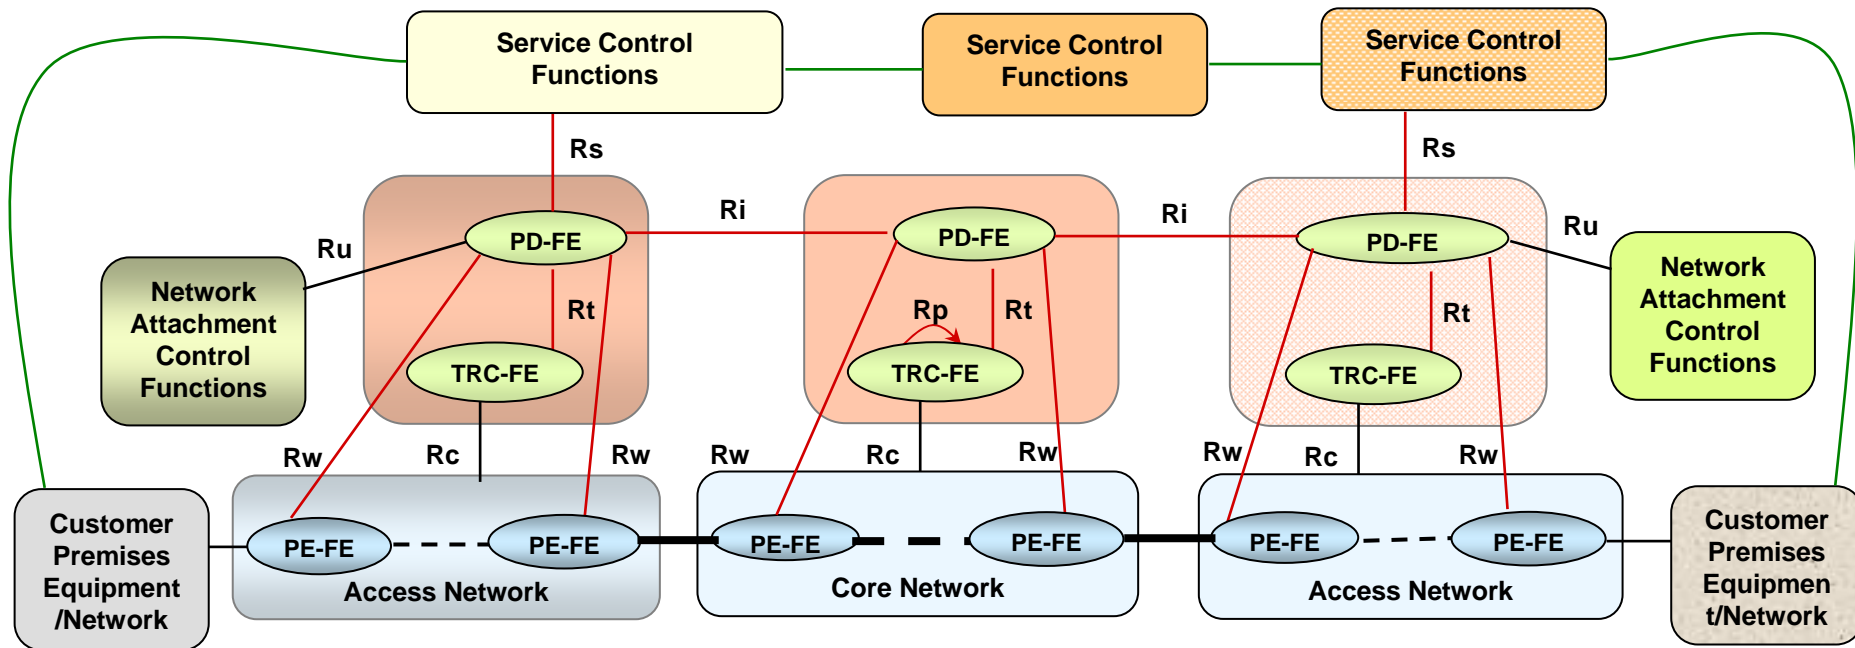 Service Control
Functions
Service Control
Functions
Service Control
Functions
Rs
Rs
Ri
Ri
PD-FE
PD-FE
PD-FE
Ru
Ru
Network
Attachment
Control
Functions
Network
Attachment
Control
Functions
Rt
Rp
Rt
Rt
TRC-FE
TRC-FE
TRC-FE
Rw
Rc
Rw
Rw
Rc
Rw
Rw
Rc
Rw
Customer
Premises
Equipment
/Network
PE-FE
PE-FE
PE-FE
PE-FE
PE-FE
PE-FE
Access Network
Core Network
Access Network
Customer
Premises
Equipmen
t/Network